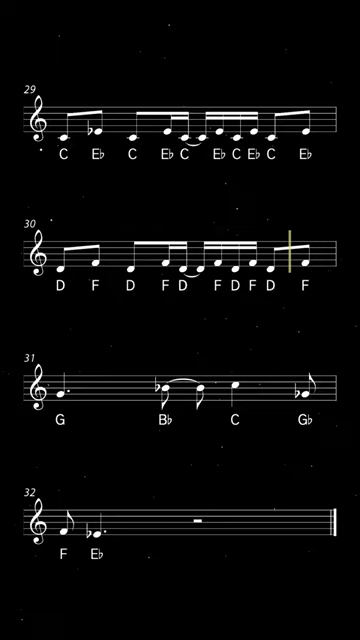 29
C E♭ C E♭ C E♭ C E♭ C E♭
30
D F D F D F D F D F
31
G B♭ C G♭
32
F E♭